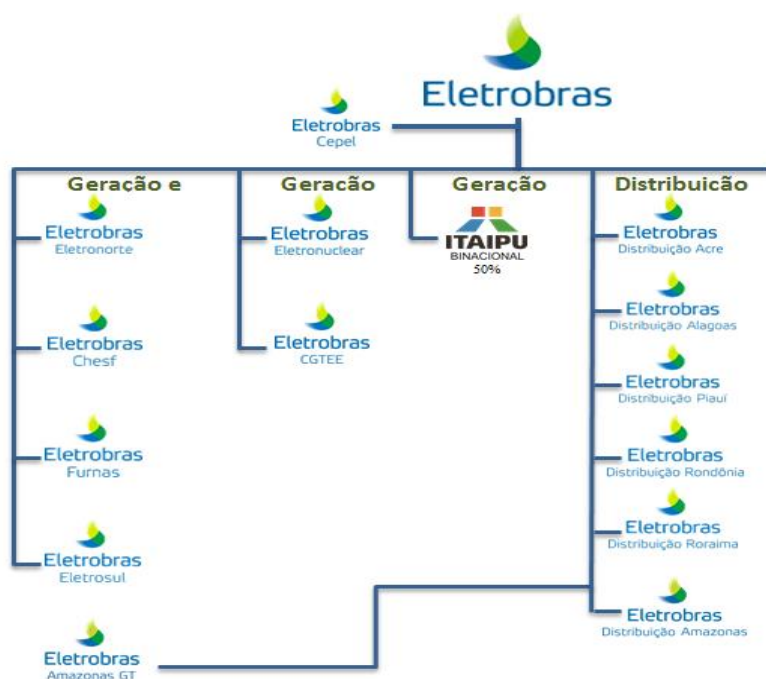 Eletrobras
Eletrobras
Cepel
Geração e
Geracão
Geração
Distribuicão
Eletrobras
Eletronorte
Eletrobras
Chesf
Eletrobras
Furnas
Eletrobras
Eletrosul
Eletrobras
Amazonas GT
Eletrobras
Eletronuclear
Eletrobras
CGTEE
ITAIPU
BINACIONAL
50%
Eletrobras
Distribuição Acre
Eletrobras
Distribuição Alagoas
Eletrobras
Distribuição Piauí
Eletrobras
Distribuição Rondônia
Eletrobras
Distribuição Roraima
Eletrobras
Distribuição Amazonas